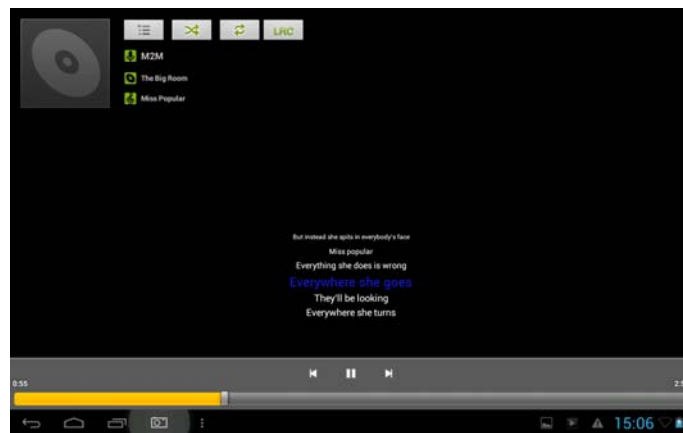 LRC
M2M
The Big Room
Miss Popular
But instead she spits in everybody's face
Miss popular
Everything she does is wrong
Everywhere she goes
They'll be looking
Everywhere she turns
0:55
15:06